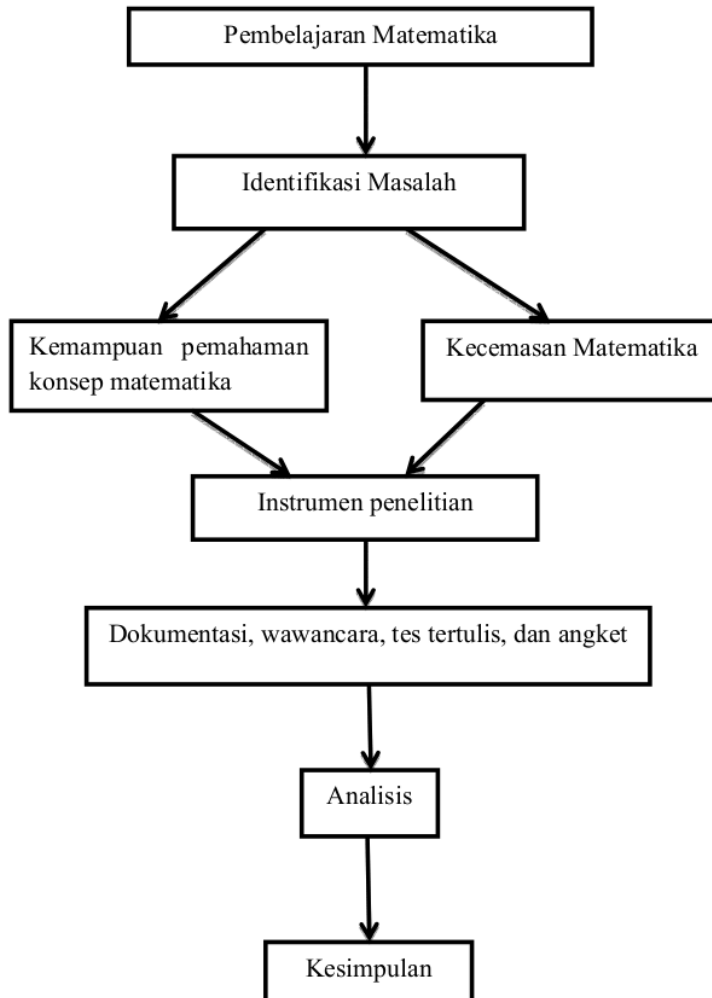 Pembelajaran Matematika
Identifikasi Masalah
Kemampuan pemahaman
konsep matematika
Kecemasan Matematika
Instrumen penelitian
Dokumentasi, wawancara, tes tertulis, dan angket
Analisis
Kesimpulan